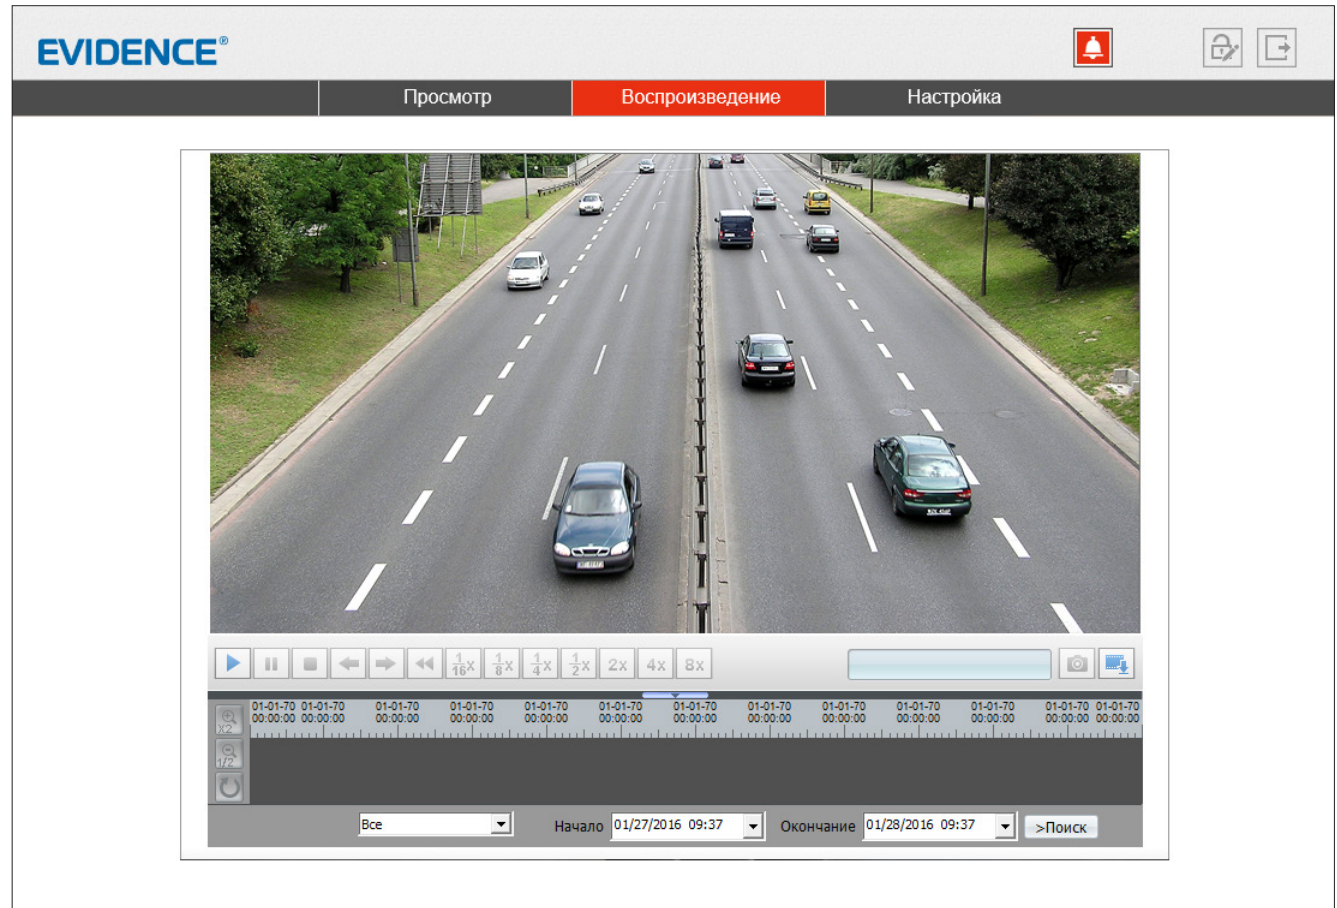 EVIDENCE®
Просмотр Воспроизведение Настройка
1/16x 1/8x 1/4x 1/2x 2x 4x 8x
01-01-70 01-01-70 01-01-70 01-01-70 01-01-70 01-01-70 01-01-70 01-01-70 01-01-70 01-01-70 01-01-70 01-01-70 01-01-70
00:00:00 00:00:00 00:00:00 00:00:00 00:00:00 00:00:00 00:00:00 00:00:00 00:00:00 00:00:00 00:00:00 00:00:00 00:00:00
X2
1/2
Все Начало 01/27/2016 09:37 Окончание 01/28/2016 09:37 >Поиск